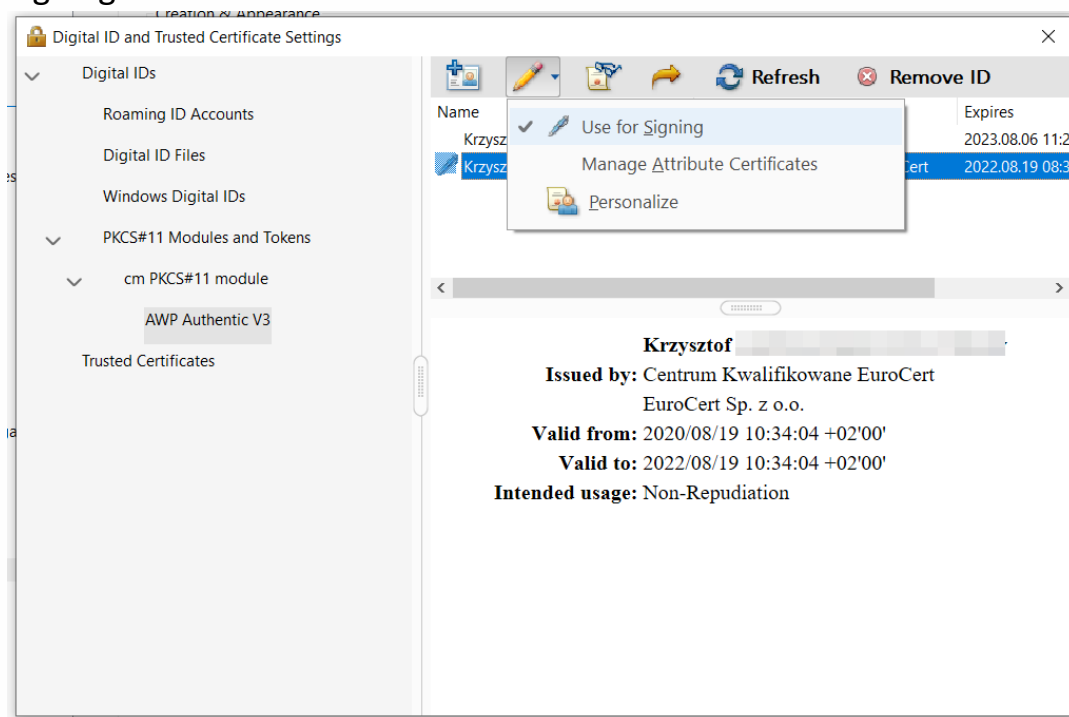 Creation & Appearance
Digital ID and Trusted Certificate Settings
Digital IDs
Roaming ID Accounts
Digital ID Files
Windows Digital IDs
PKCS#11 Modules and Tokens
cm PKCS#11 module
AWP Authentic V3
Trusted Certificates
Refresh
Remove ID
Name
Expires
Krzysz
2023.08.06 11:2
Krzysz
Cert
2022.08.19 08:3
Use for Signing
Manage Attribute Certificates
Personalize
Krzysztof
Issued by: Centrum Kwalifikowane EuroCert
EuroCert Sp. z o.o.
Valid from: 2020/08/19 10:34:04 +02'00'
Valid to: 2022/08/19 10:34:04 +02'00'
Intended usage: Non-Repudiation